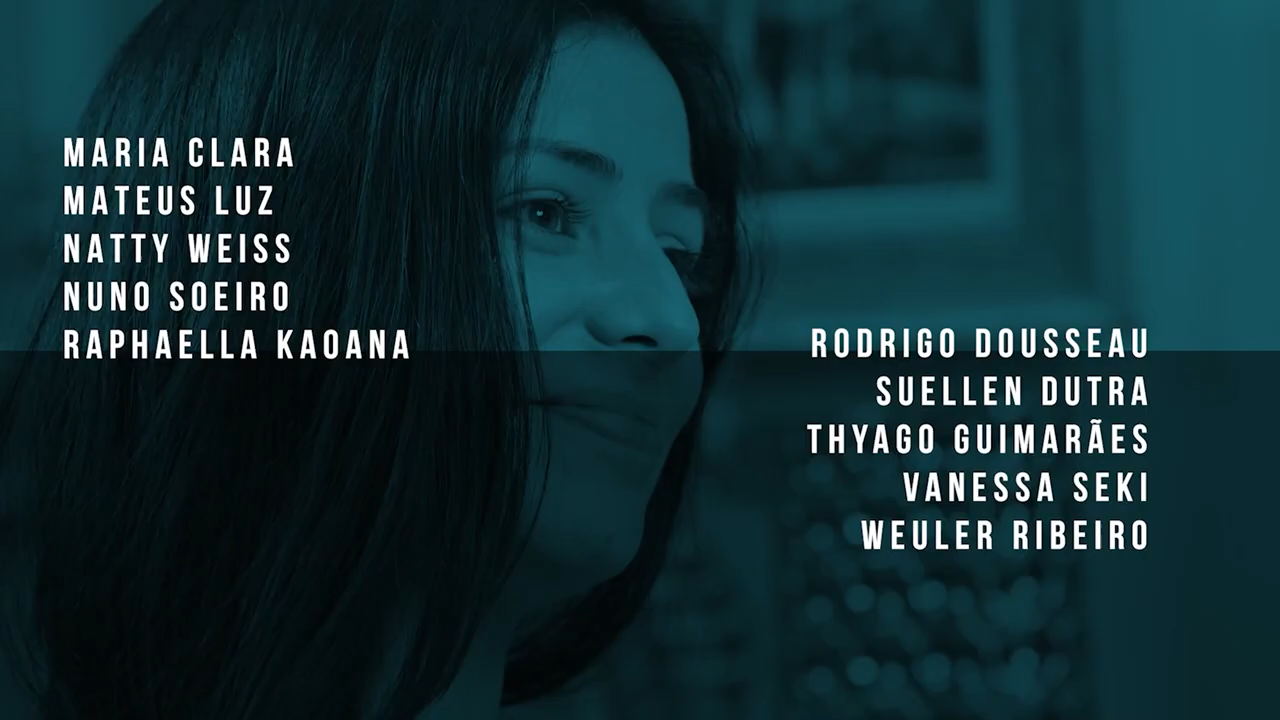 MARIA CLARA
MATEUS LUZ
NATTY WEISS
NUNO SOEIRO
RAPHAELLA KAOANA
RODRIGO DOUSSEAU
SUELLEN DUTRA
THYAGO GUIMARÃES
VANESSA SEKI
WEULER RIBEIRO